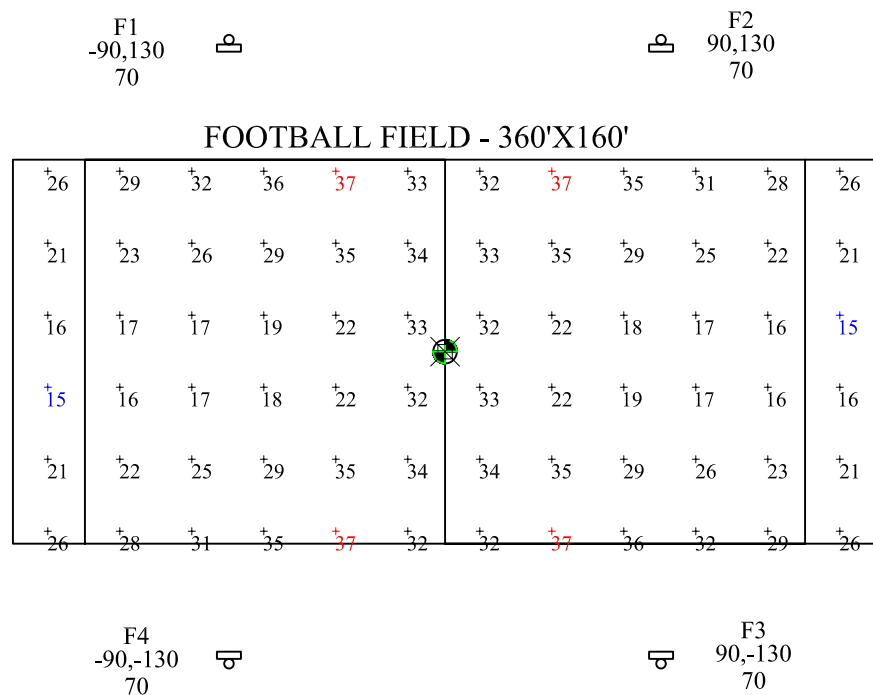 F1
-90,130
70
F2
90,130
70
FOOTBALL FIELD - 360'X160'
26 29 32 36 37 33 32 37 35 31 28 26
21 23 26 29 35 34 33 35 29 25 22 21
16 17 17 19 22 33 32 22 18 17 16 15
15 16 17 18 22 32 33 22 19 17 16 16
21 22 25 29 35 34 34 35 29 26 23 21
26 28 31 35 37 32 32 37 36 32 29 26
F4
-90,-130
70
F3
90,-130
70